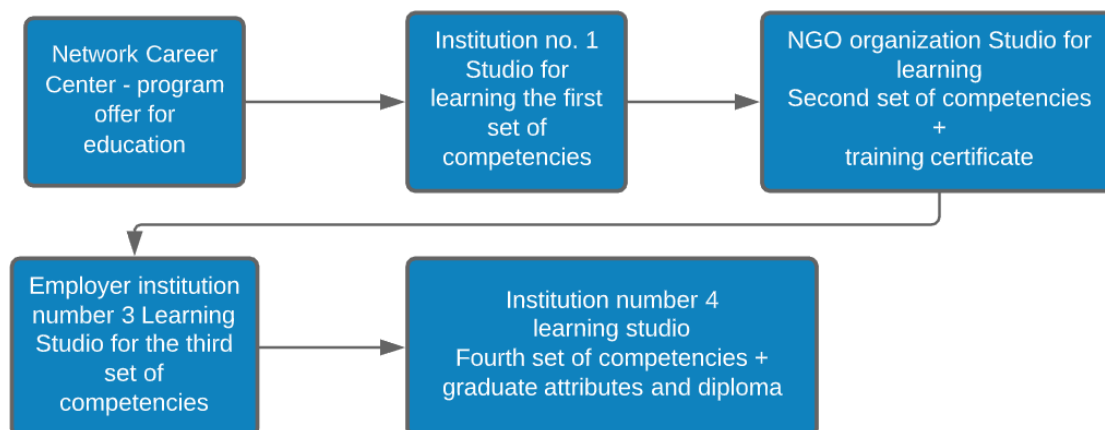 Network Career
Center - program
offer for
education
Institution no. 1
Studio for
learning the first
set of
competencies
NGO organization Studio for
learning
Second set of competencies
+
training certificate
Employer institution
number 3 Learning
Studio for the third
set of
competencies
Institution number 4
learning studio
Fourth set of competencies +
graduate attributes and diploma